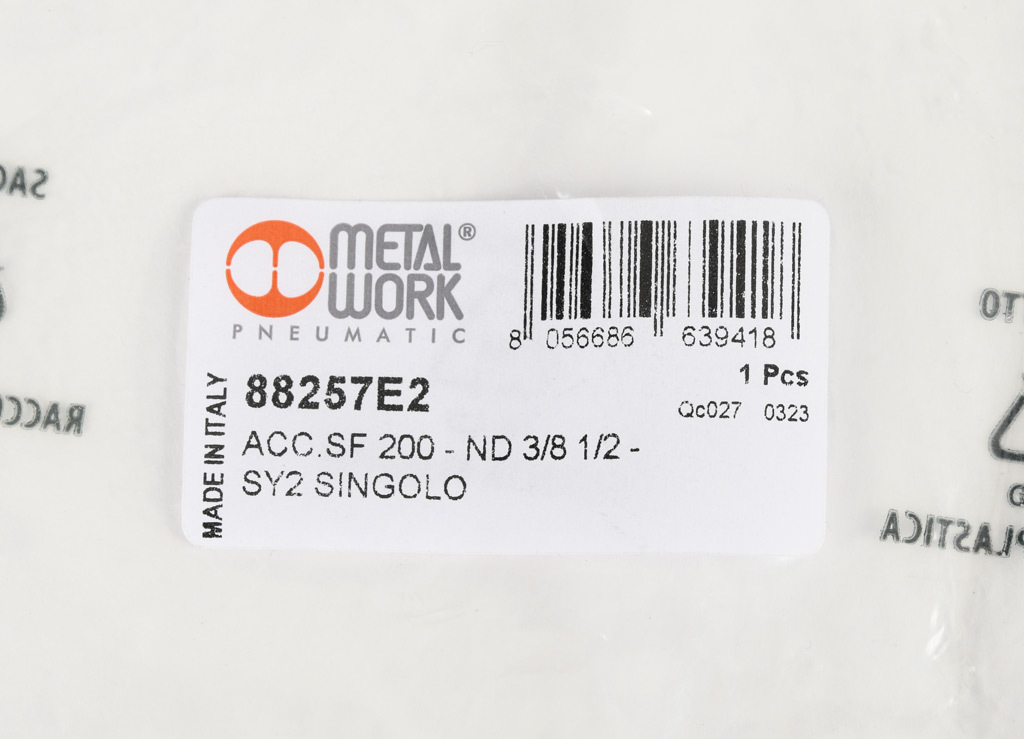 METAL® 
WORK
PNEUMATIC
8 056686 639418
1 Pcs
Qc027 0323
MADE IN ITALY
88257E2
ACC.SF 200 - ND 3/8 1/2 -
SY2 SINGOLO
PLASTICA